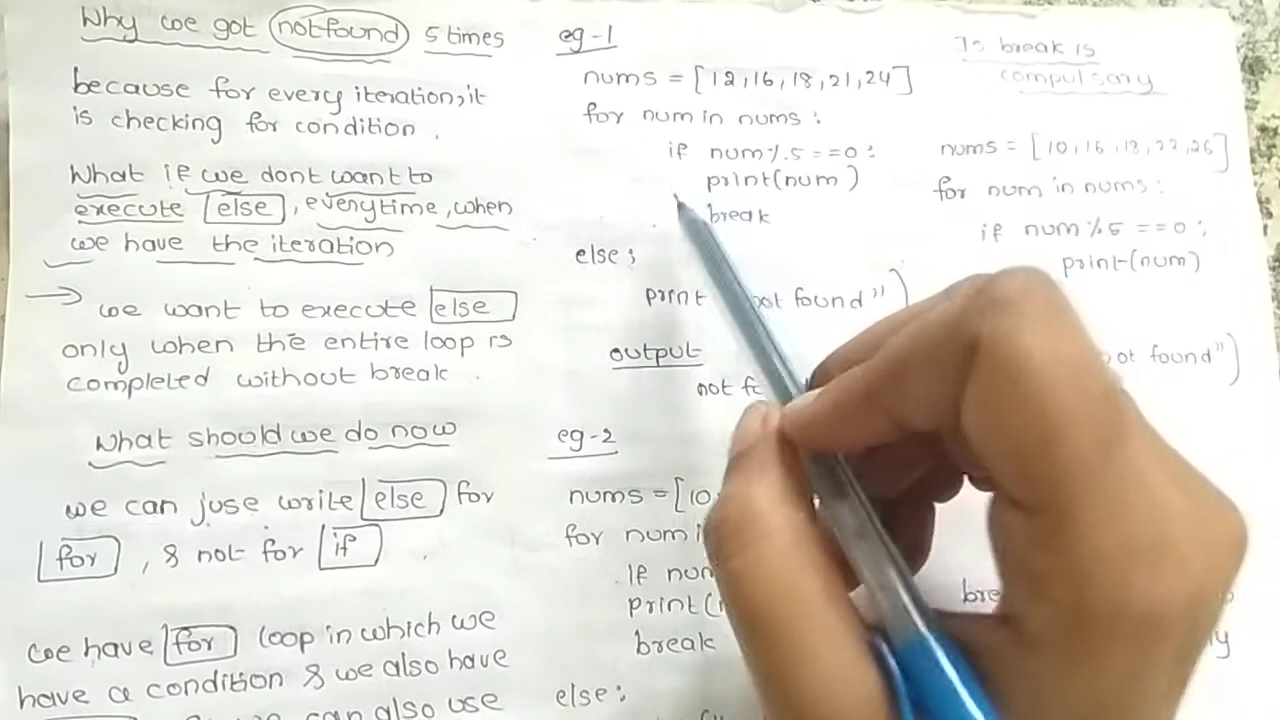 Why we got notfound 5 times
because for every iteration, it
is checking for condition.
What if we dont want to
execute else, everytime, when
we have the iteration
→ we want to execute else
only when the entire loop is
completed without break.
What should we do now
we can juse write else for
for, & not for if.
we have for loop in which we
have a condition & we also have
can also use
eg-1
nums = [12,16,18,21,24]
for num in nums:
if num%5==0:
print(num)
break
else:
print not found")
output
not
eg-2
nums=[10,
for num
If num
print(
break
else:
Is break is
compulsary
nums = [10,16,18,22,26]
for num in nums:
if num%5==0:
print(num)
found")